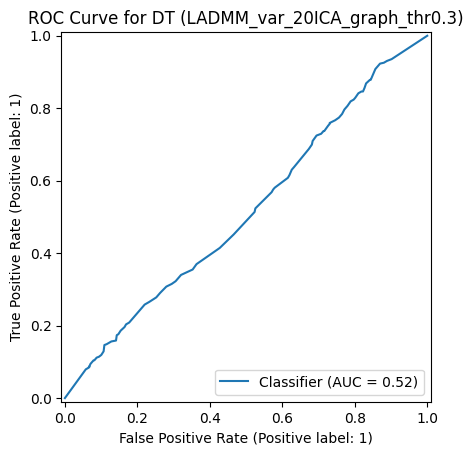 ROC Curve for DT (LADMM_var_20ICA_graph_thr0.3)
1.0
0.8
0.6
0.4
0.2
0.0
True Positive Rate (Positive label: 1)
Classifier (AUC = 0.52)
0.0 0.2 0.4 0.6 0.8 1.0
False Positive Rate (Positive label: 1)